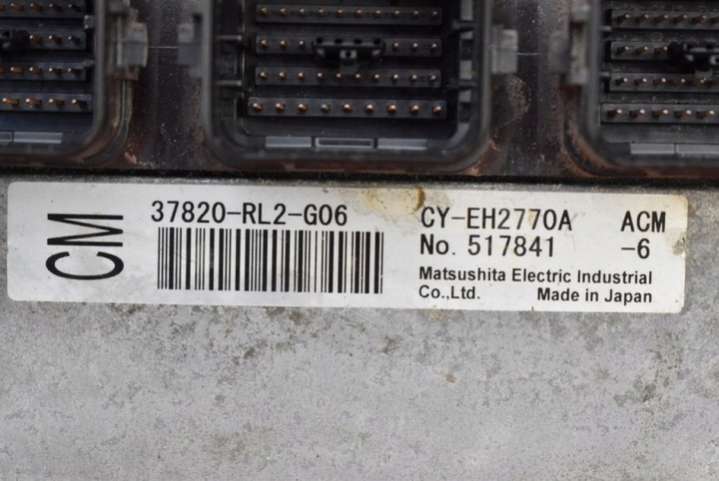 CM
37820-RL2-G06
CY-EH2770A ACM
No. 517841 -6
Matsushita Electric Industrial
Co.,Ltd. Made in Japan